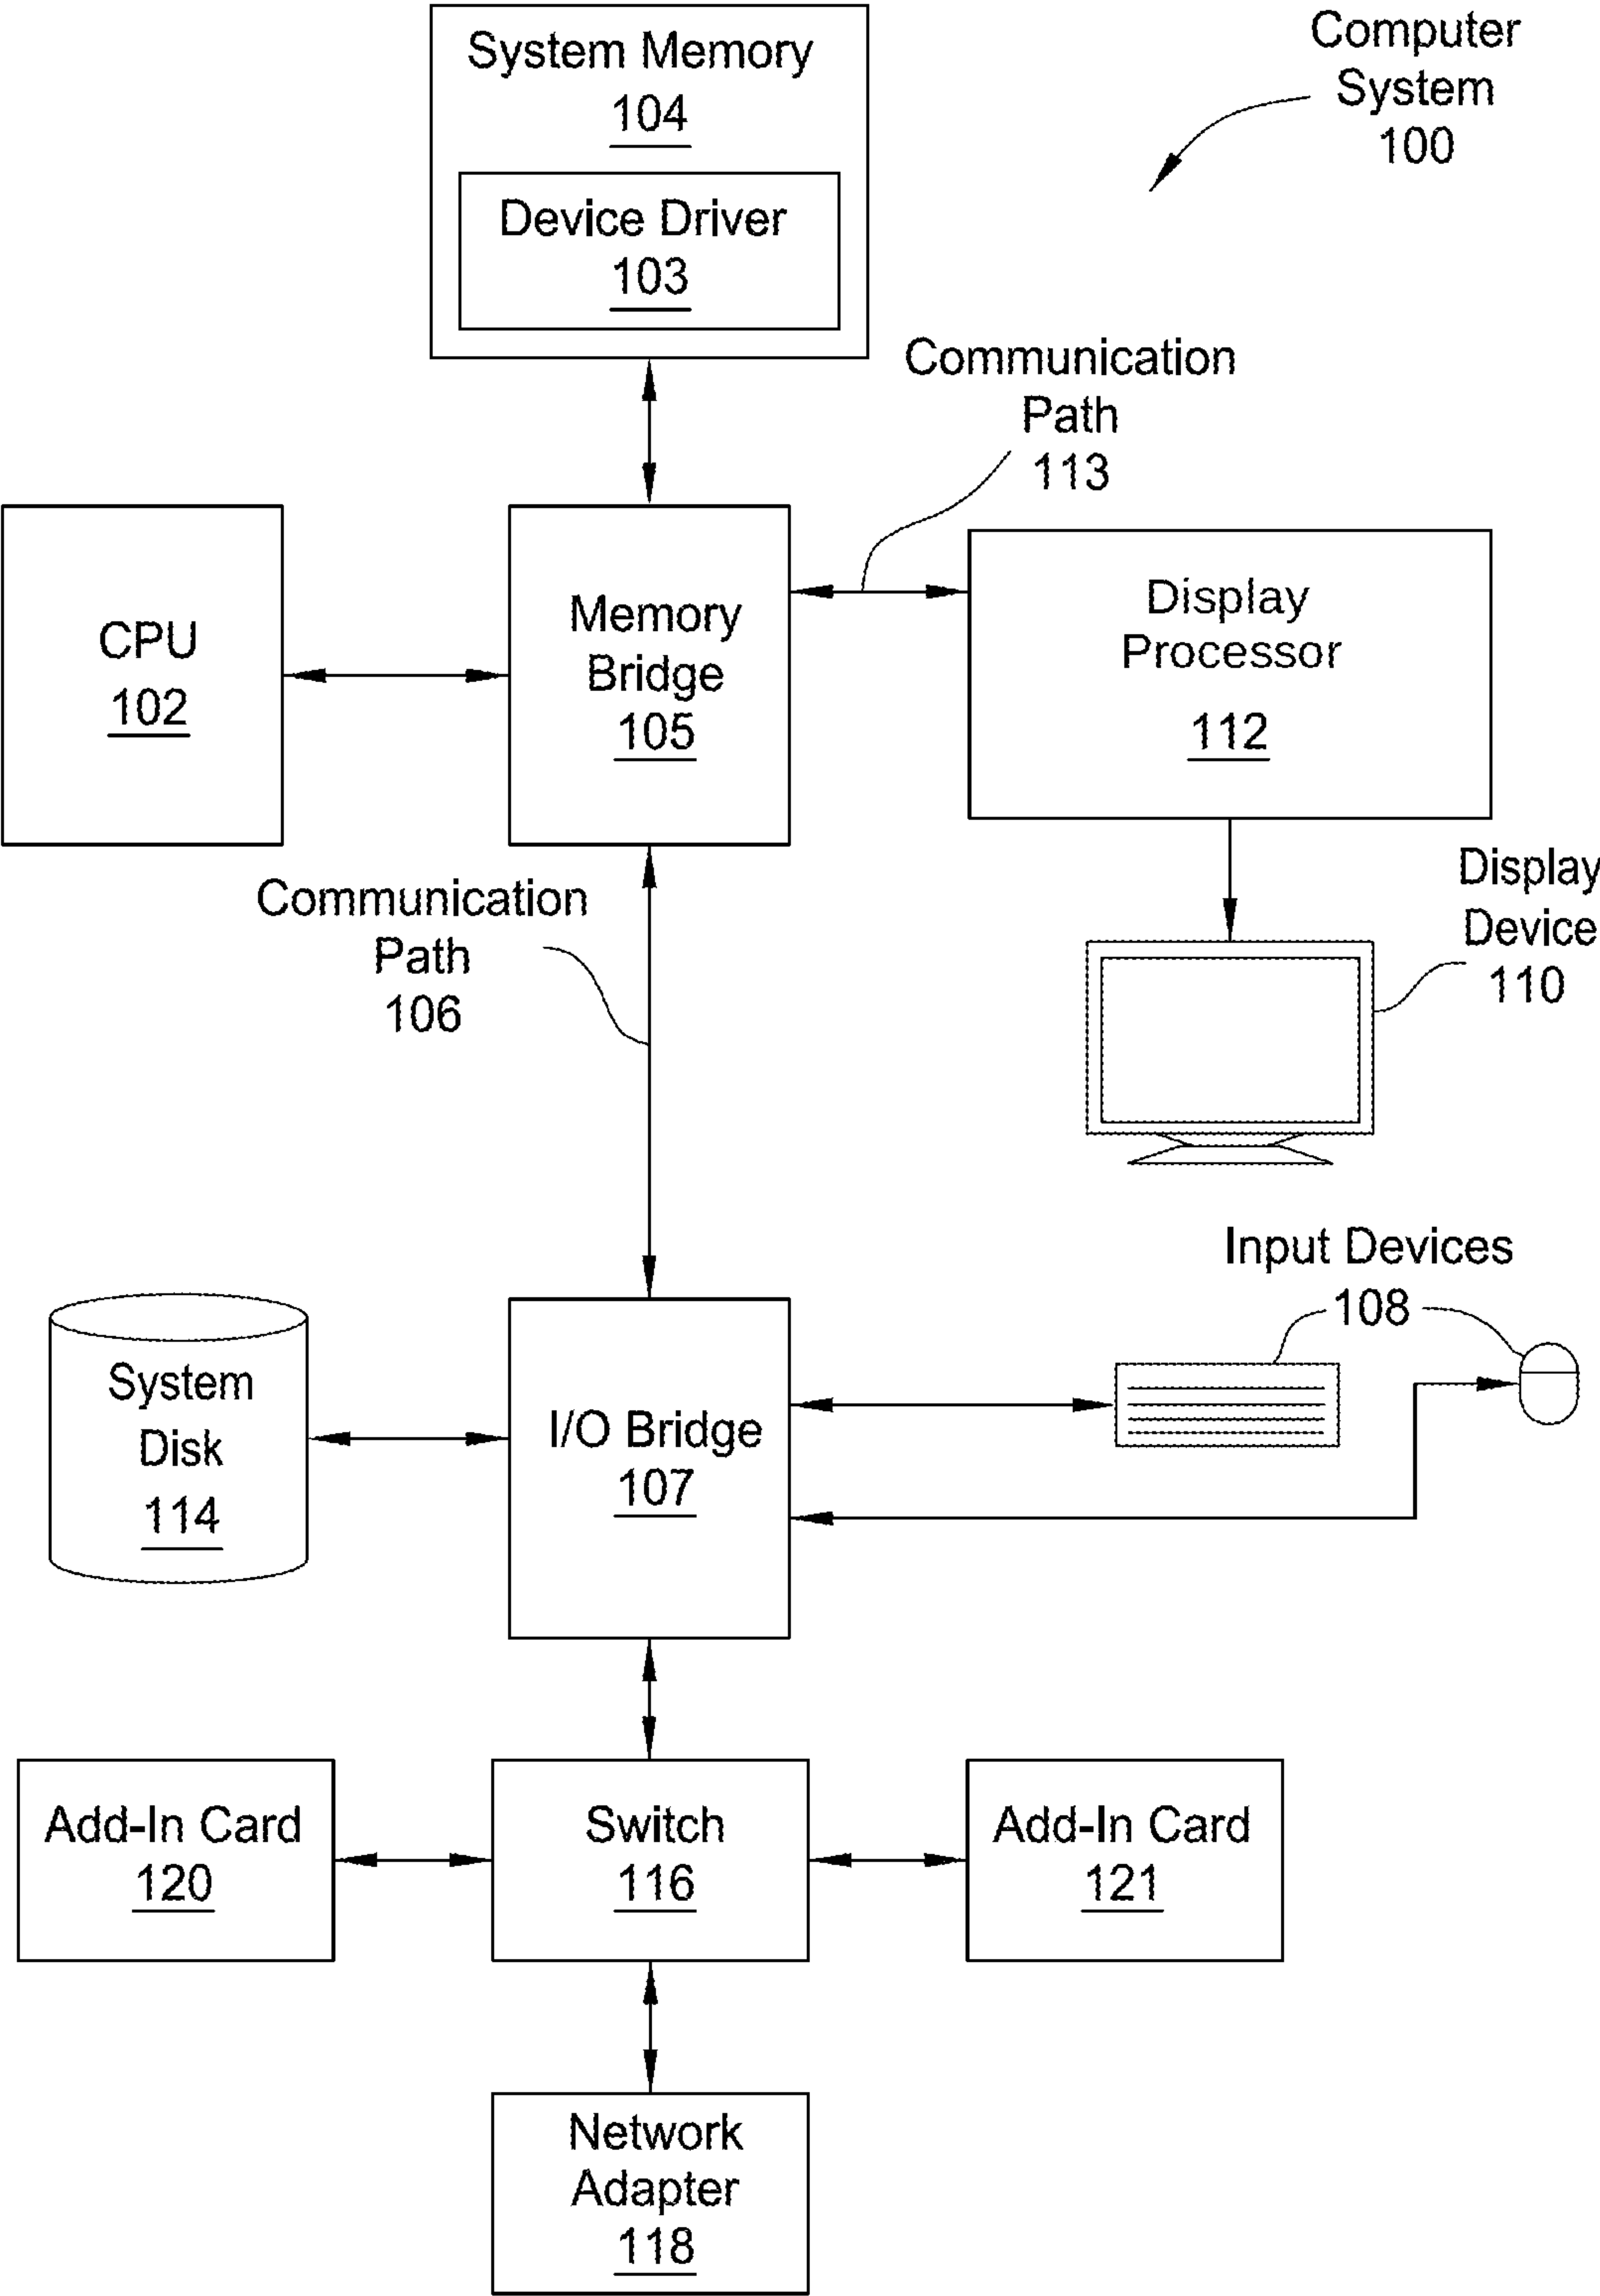 System Memory
104
Device Driver
103
Computer
System
100
Communication
Path
113
CPU
102
Memory
Bridge
105
Display
Processor
112
Communication
Path
106
Display
Device
110
Input Devices
108
System
Disk
114
I/O Bridge
107
Add-In Card
120
Switch
116
Add-In Card
121
Network
Adapter
118